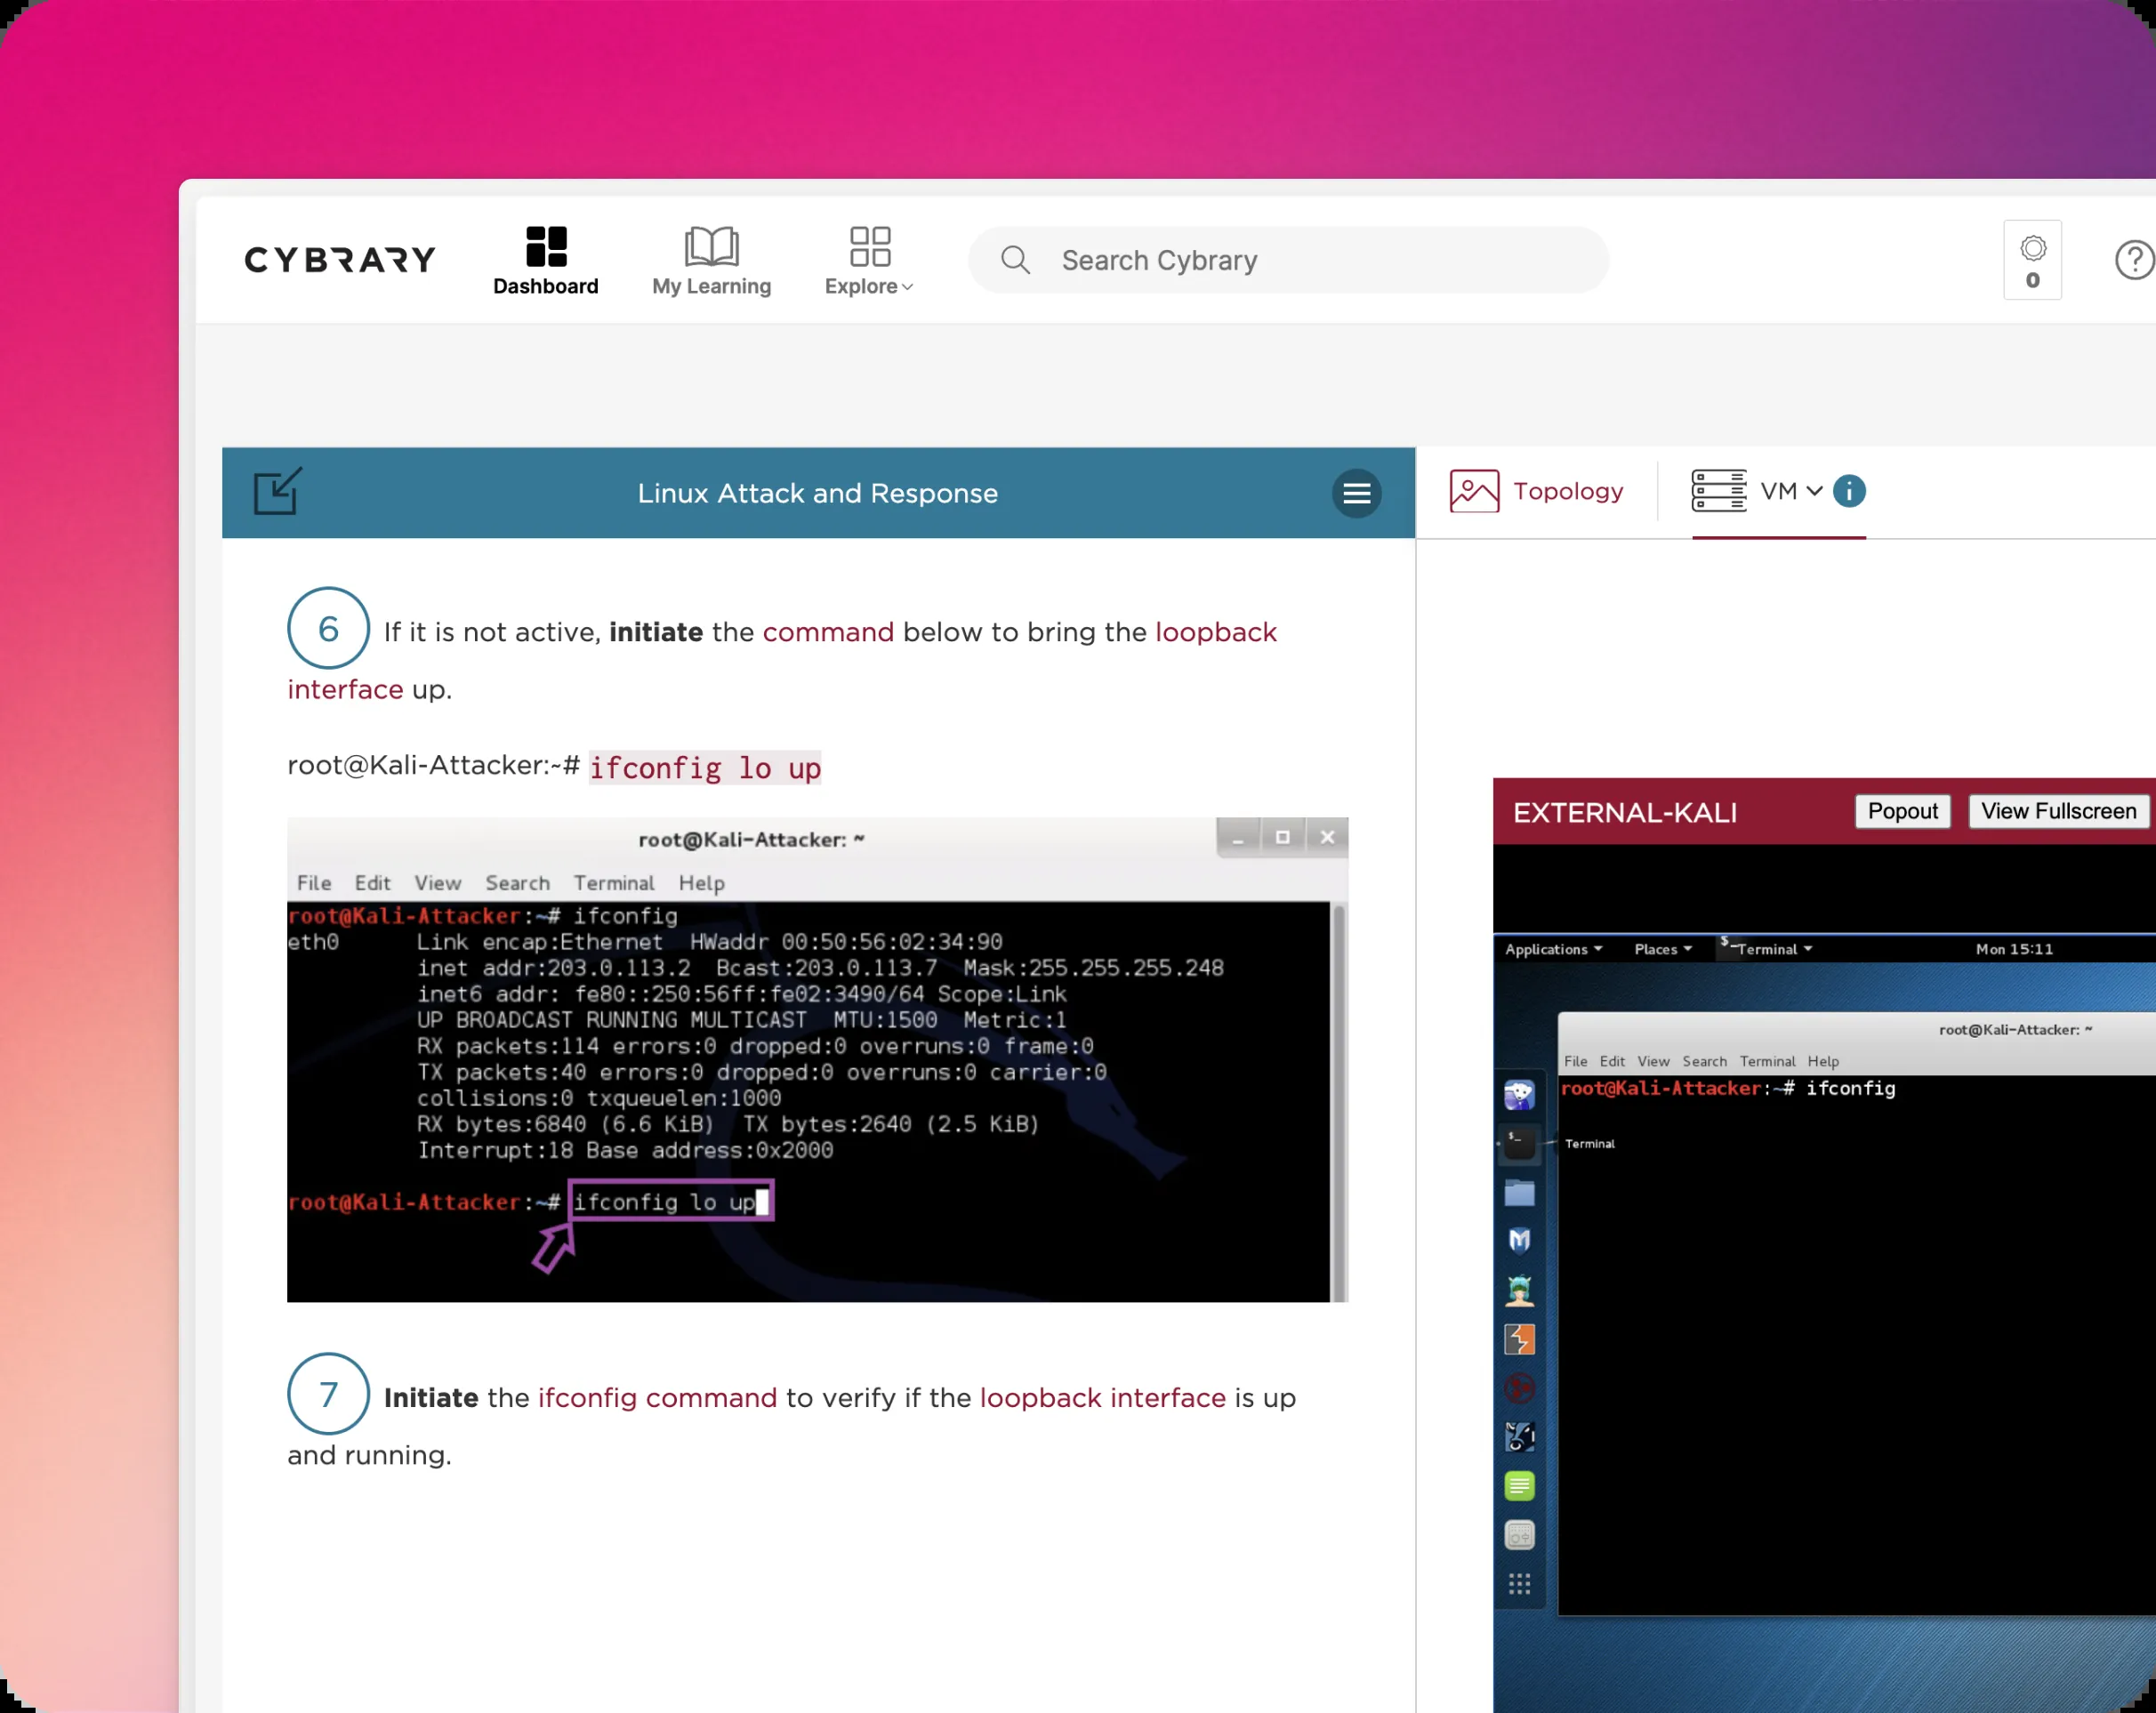 CYBRARY
Dashboard
My Learning
Explore
Search Cybrary
0
?
Linux Attack and Response
Topology
VM
i
6 If it is not active, initiate the command below to bring the loopback
interface up.
root@Kali-Attacker:~# ifconfig lo up
root@Kali-Attacker: ~
File Edit View Search Terminal Help
root@Kali-Attacker:~# ifconfig
eth0 Link encap:Ethernet HWaddr 00:50:56:02:34:90
inet addr:203.0.113.2 Bcast:203.0.113.7 Mask:255.255.255.248
inet6 addr: fe80::250:56ff:fe02:3490/64 Scope:Link
UP BROADCAST RUNNING MULTICAST MTU:1500 Metric:1
RX packets:114 errors:0 dropped:0 overruns:0 frame:0
TX packets:40 errors:0 dropped:0 overruns:0 carrier:0
collisions:0 txqueuelen:1000
RX bytes:6840 (6.6 KiB) TX bytes:2640 (2.5 KiB)
Interrupt:18 Base address:0x2000
root@Kali-Attacker:~# ifconfig lo up
7 Initiate the ifconfig command to verify if the loopback interface is up
and running.
EXTERNAL-KALI
Popout
View Fullscreen
Applications Places $_ Terminal Mon 15:11
root@Kali-Attacker: ~
File Edit View Search Terminal Help
root@Kali-Attacker:~# ifconfig
$_
Terminal